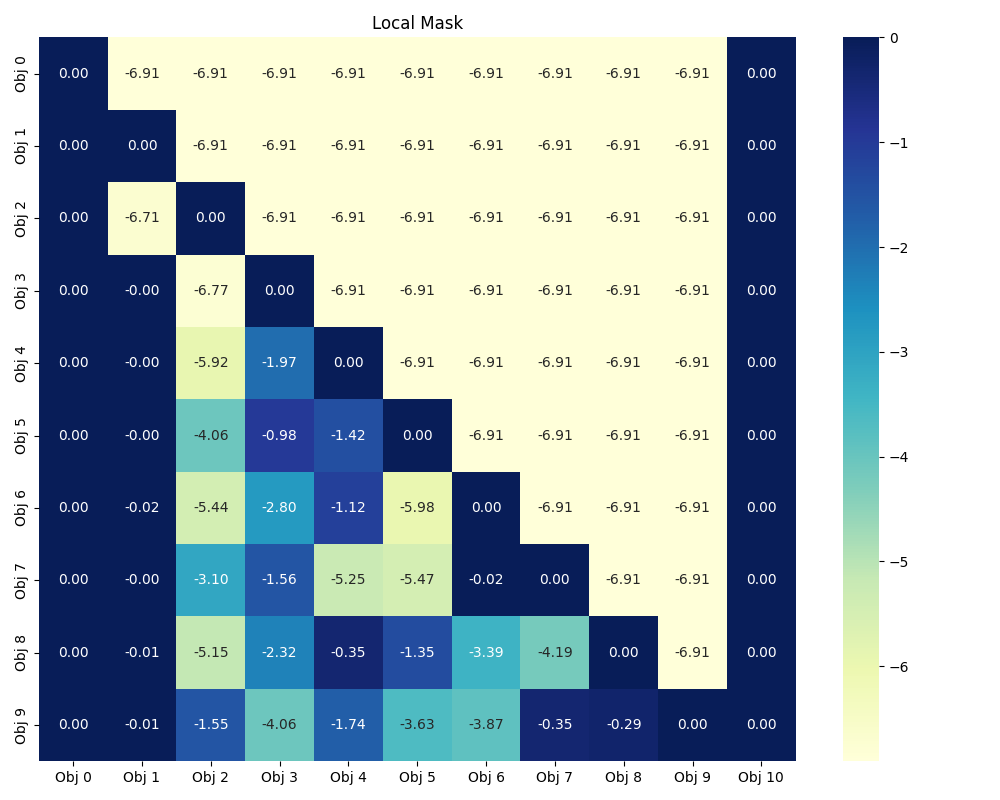 Local Mask
Obj 0 0.00 -6.91 -6.91 -6.91 -6.91 -6.91 -6.91 -6.91 -6.91 -6.91 0.00
Obj 1 0.00 0.00 -6.91 -6.91 -6.91 -6.91 -6.91 -6.91 -6.91 -6.91 0.00
Obj 2 0.00 -6.71 0.00 -6.91 -6.91 -6.91 -6.91 -6.91 -6.91 -6.91 0.00
Obj 3 0.00 -0.00 -6.77 0.00 -6.91 -6.91 -6.91 -6.91 -6.91 -6.91 0.00
Obj 4 0.00 -0.00 -5.92 -1.97 0.00 -6.91 -6.91 -6.91 -6.91 -6.91 0.00
Obj 5 0.00 -0.00 -4.06 -0.98 -1.42 0.00 -6.91 -6.91 -6.91 -6.91 0.00
Obj 6 0.00 -0.02 -5.44 -2.80 -1.12 -5.98 0.00 -6.91 -6.91 -6.91 0.00
Obj 7 0.00 -0.00 -3.10 -1.56 -5.25 -5.47 -0.02 0.00 -6.91 -6.91 0.00
Obj 8 0.00 -0.01 -5.15 -2.32 -0.35 -1.35 -3.39 -4.19 0.00 -6.91 0.00
Obj 9 0.00 -0.01 -1.55 -4.06 -1.74 -3.63 -3.87 -0.35 -0.29 0.00 0.00
Obj 0 Obj 1 Obj 2 Obj 3 Obj 4 Obj 5 Obj 6 Obj 7 Obj 8 Obj 9 Obj 10
0
−1
−2
−3
−4
−5
−6